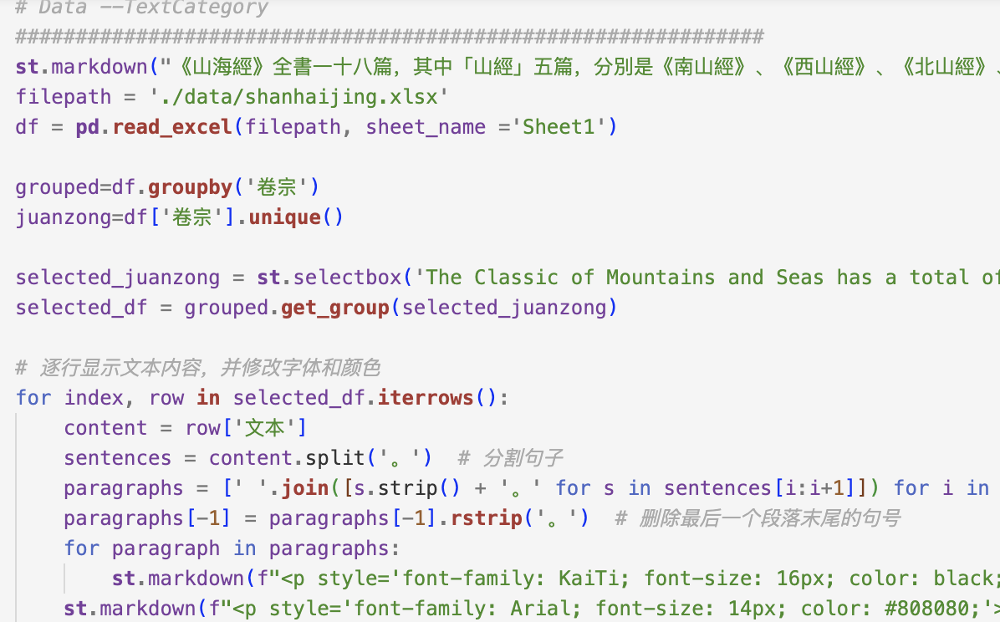 # Data --TextCategory
##############################################################
st.markdown("《山海經》全書一十八篇，其中「山經」五篇，分別是《南山經》、《西山經》、《北山經》、
filepath = './data/shanhaijing.xlsx'
df = pd.read_excel(filepath, sheet_name ='Sheet1')
grouped=df.groupby('卷宗')
juanzong=df['卷宗'].unique()
selected_juanzong = st.selectbox('The Classic of Mountains and Seas has a total of
selected_df = grouped.get_group(selected_juanzong)
# 逐行显示文本内容，并修改字体和颜色
for index, row in selected_df.iterrows():
    content = row['文本']
    sentences = content.split('。')  # 分割句子
    paragraphs = [' '.join([s.strip() + '。' for s in sentences[i:i+1]]) for i in
    paragraphs[-1] = paragraphs[-1].rstrip('。')  # 删除最后一个段落末尾的句号
    for paragraph in paragraphs:
        st.markdown(f"<p style='font-family: KaiTi; font-size: 16px; color: black;
    st.markdown(f"<p style='font-family: Arial; font-size: 14px; color: #808080;'>